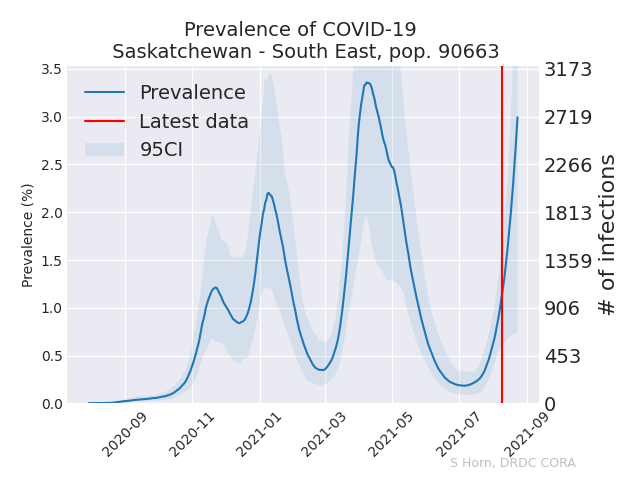 Prevalence of COVID-19
Saskatchewan - South East, pop. 90663
3.5
3.0
2.5
2.0
1.5
1.0
0.5
0.0
Prevalence (%)
Prevalence
Latest data
95CI
3173
2719
2266
1813
1359
906
453
0
# of infections
2020-09
2020-11
2021-01
2021-03
2021-05
2021-07
2021-09
S Horn, DRDC CORA